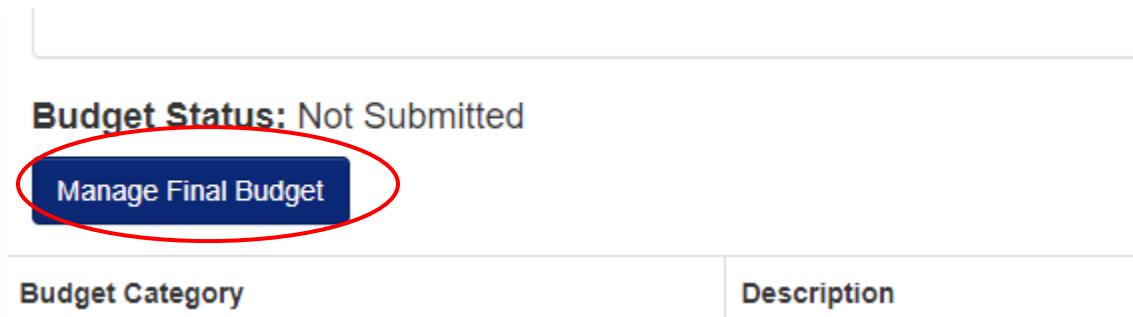 Budget Status: Not Submitted
Manage Final Budget
Budget Category Description